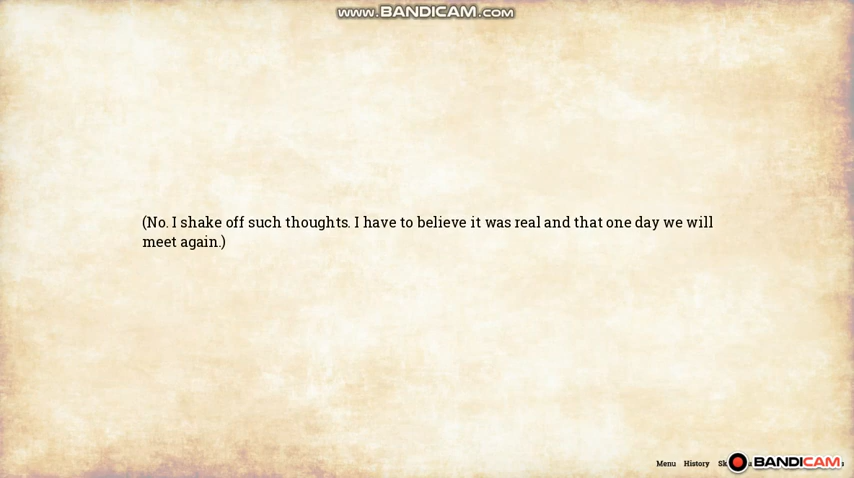 www.BANDICAM.com
(No. I shake off such thoughts. I have to believe it was real and that one day we will
meet again.)
Menu History BANDICAM